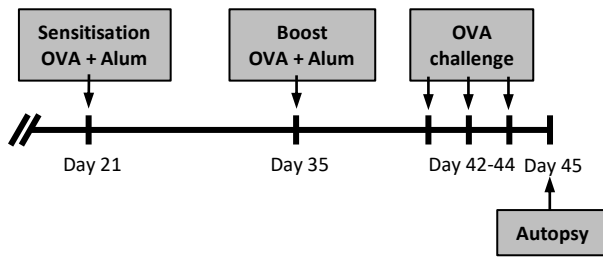 Sensitisation
OVA + Alum
Boost
OVA + Alum
OVA
challenge
Day 21
Day 35
Day 42-44
Day 45
Autopsy